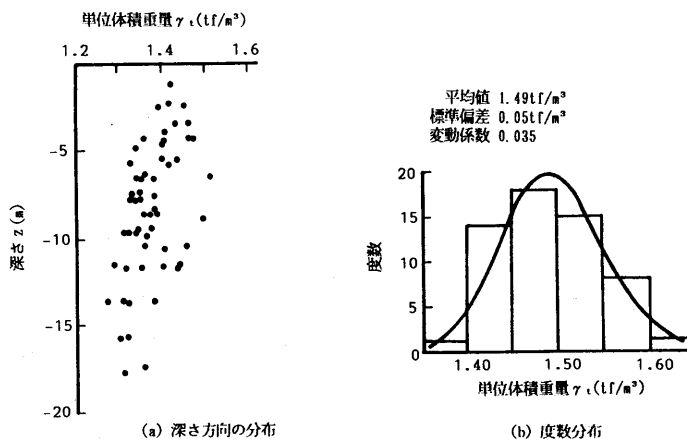 単位体積重量γt(tf/m³)
1.2 1.4 1.6
-5
-10
-15
-20
深さz(m)
(a) 深さ方向の分布
平均値 1.49tf/m³
標準偏差 0.05tf/m³
変動係数 0.035
20
15
10
5
0
度数
1.40 1.50 1.60
単位体積重量γt(tf/m³)
(b) 度数分布